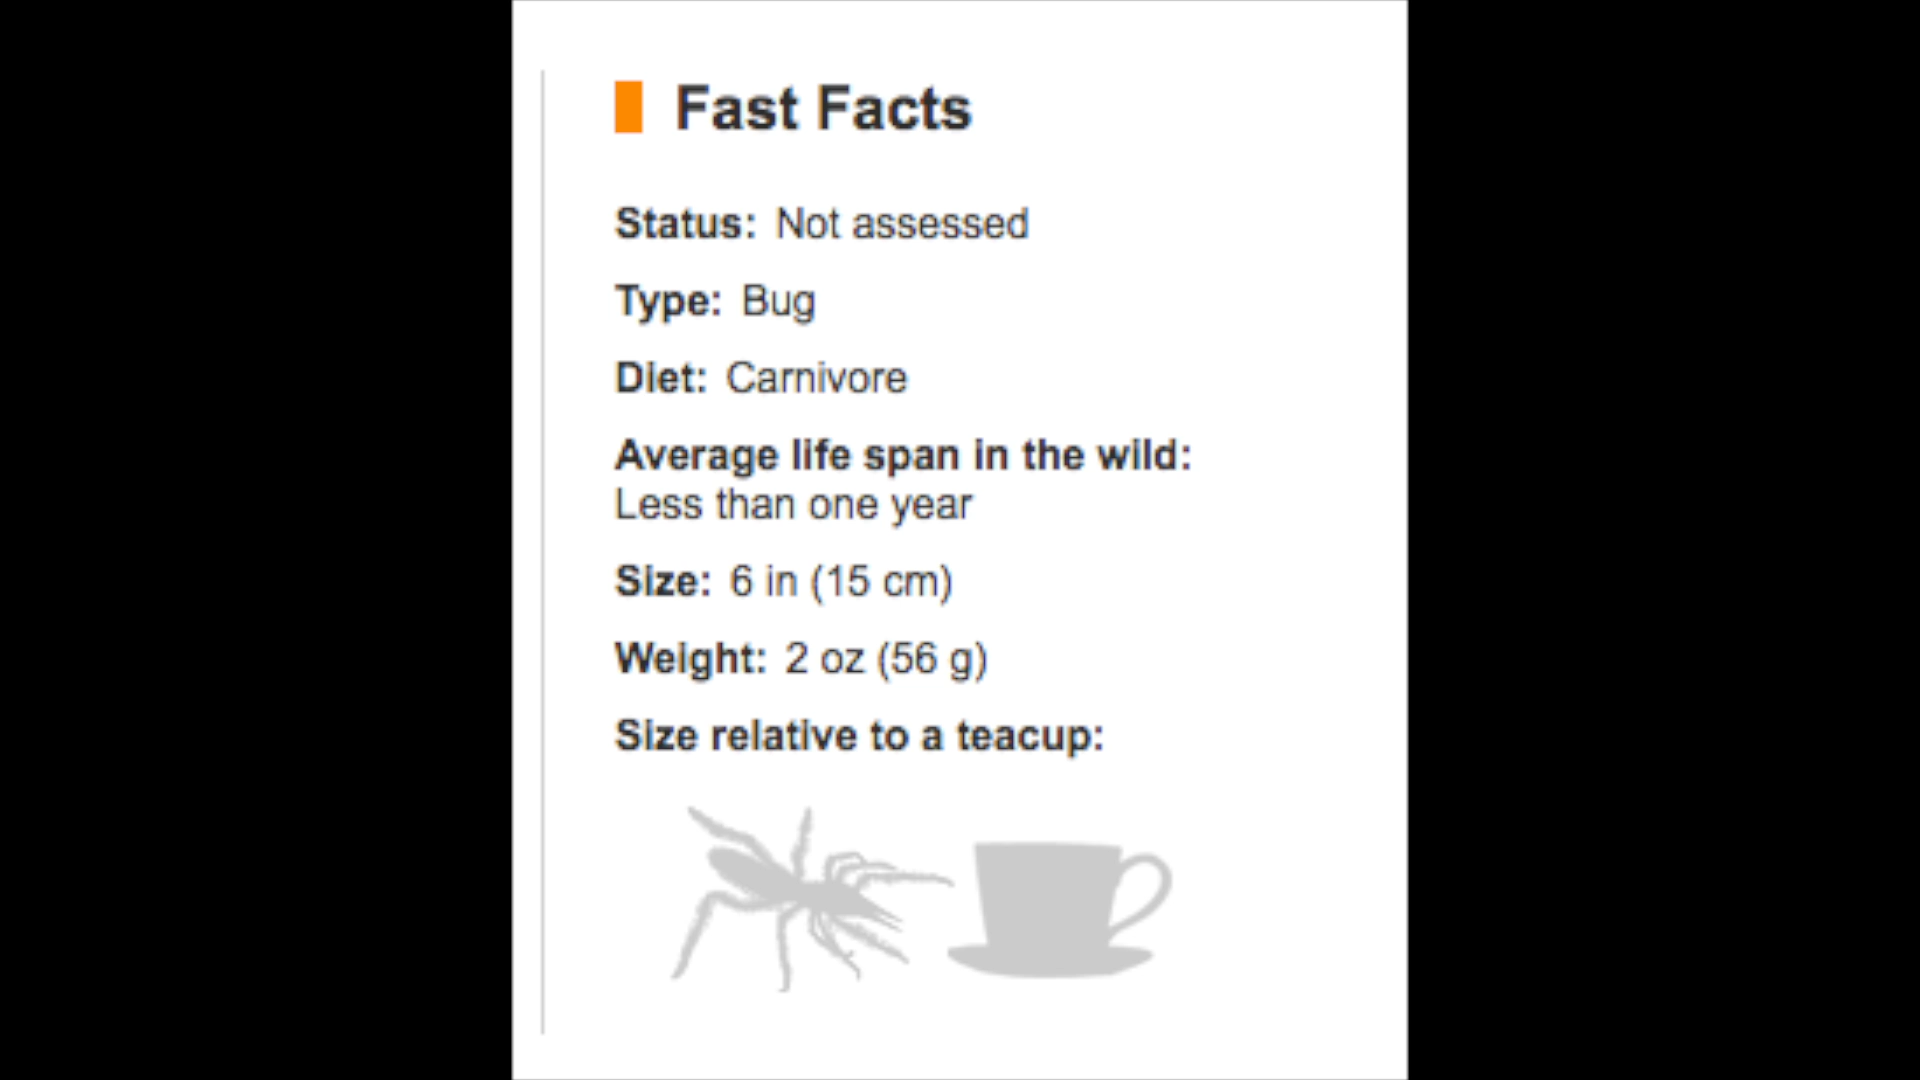 Fast Facts
Status: Not assessed
Type: Bug
Diet: Carnivore
Average life span in the wild:
Less than one year
Size: 6 in (15 cm)
Weight: 2 oz (56 g)
Size relative to a teacup: